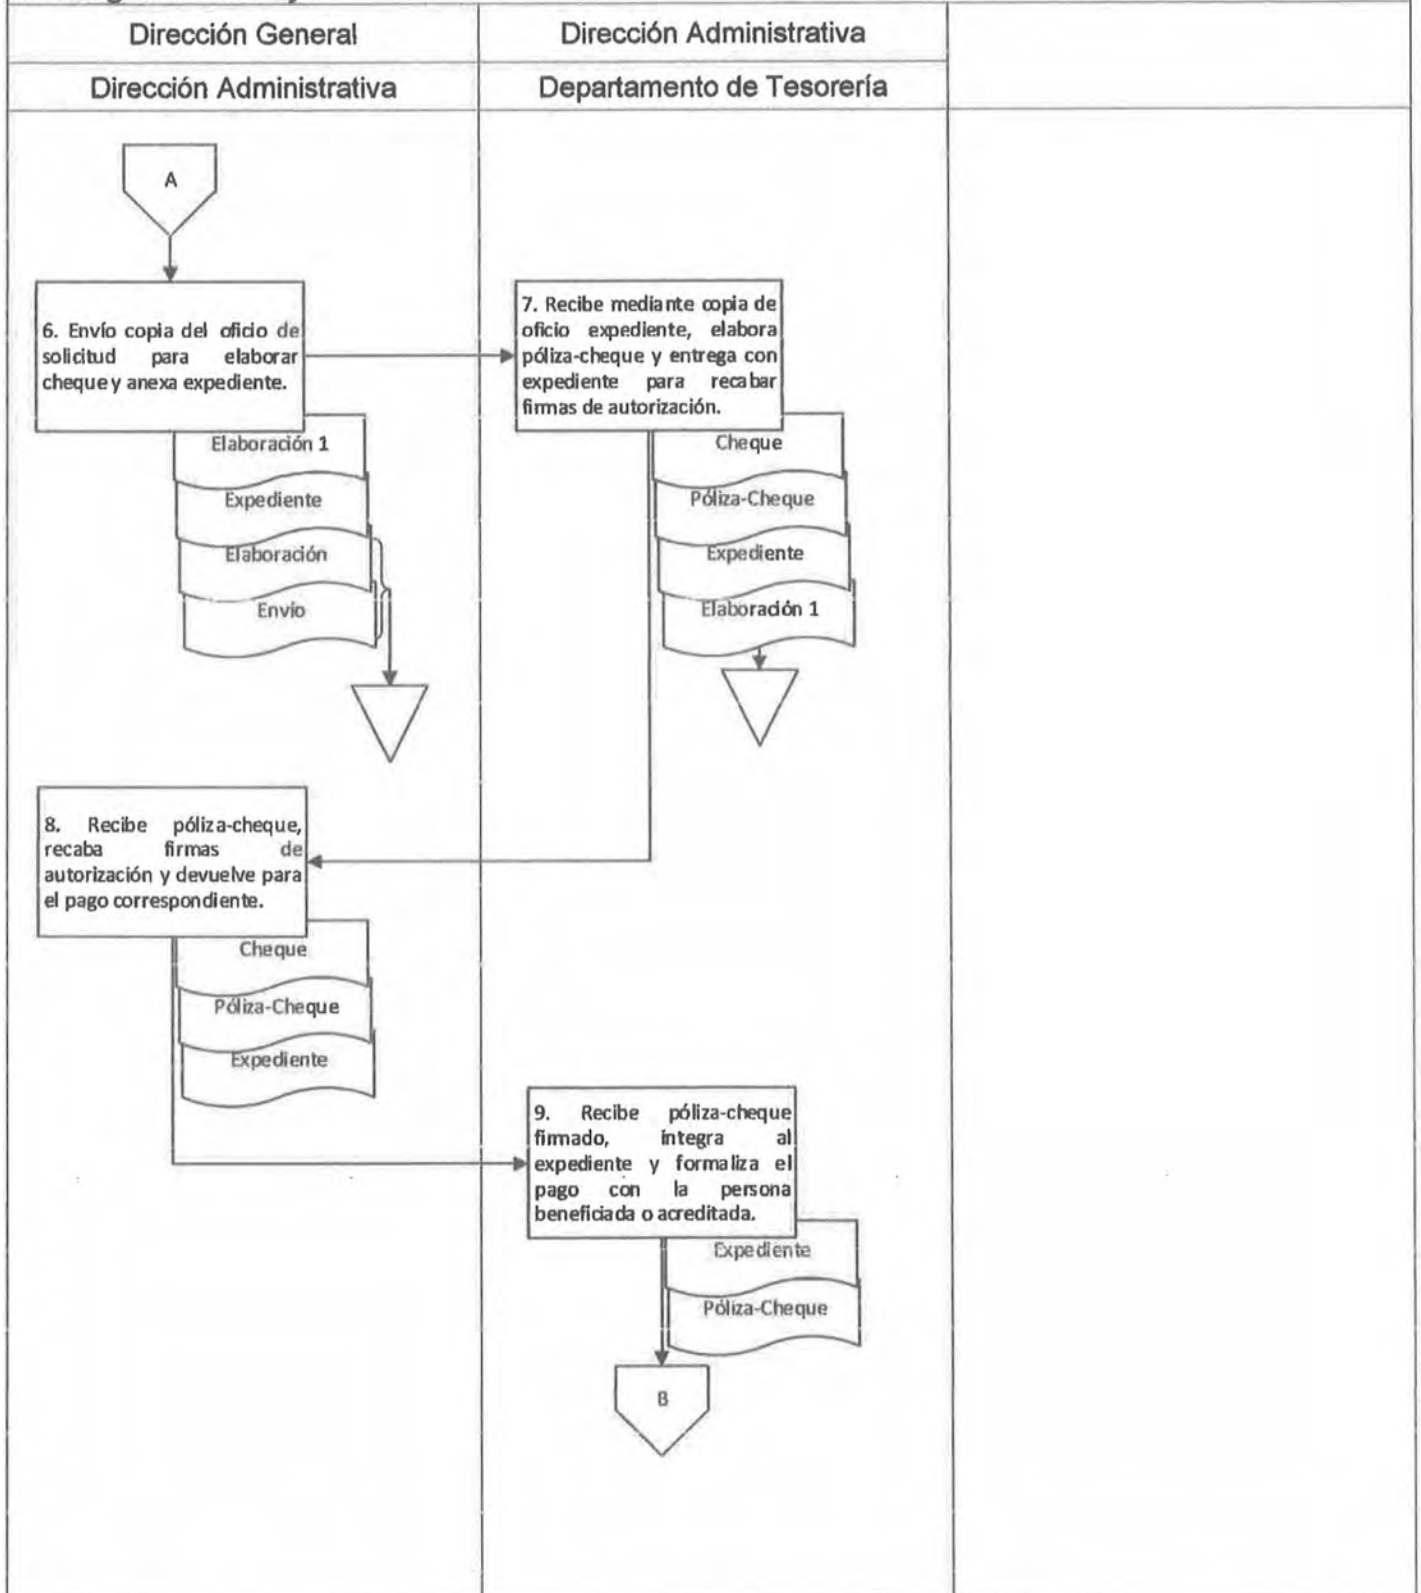 Dirección General
Dirección Administrativa
Dirección Administrativa
Departamento de Tesorería
A
6. Envío copia del oficio de
solicitud para elaborar
cheque y anexa expediente.
Elaboración 1
Expediente
Elaboración
Envío
7. Recibe mediante copia de
oficio expediente, elabora
póliza-cheque y entrega con
expediente para recabar
firmas de autorización.
Cheque
Póliza-Cheque
Expediente
Elaboración 1
8. Recibe póliza-cheque,
recaba firmas de
autorización y devuelve para
el pago correspondiente.
Cheque
Póliza-Cheque
Expediente
9. Recibe póliza-cheque
firmado, integra al
expediente y formaliza el
pago con la persona
beneficiada o acreditada.
Expediente
Póliza-Cheque
B